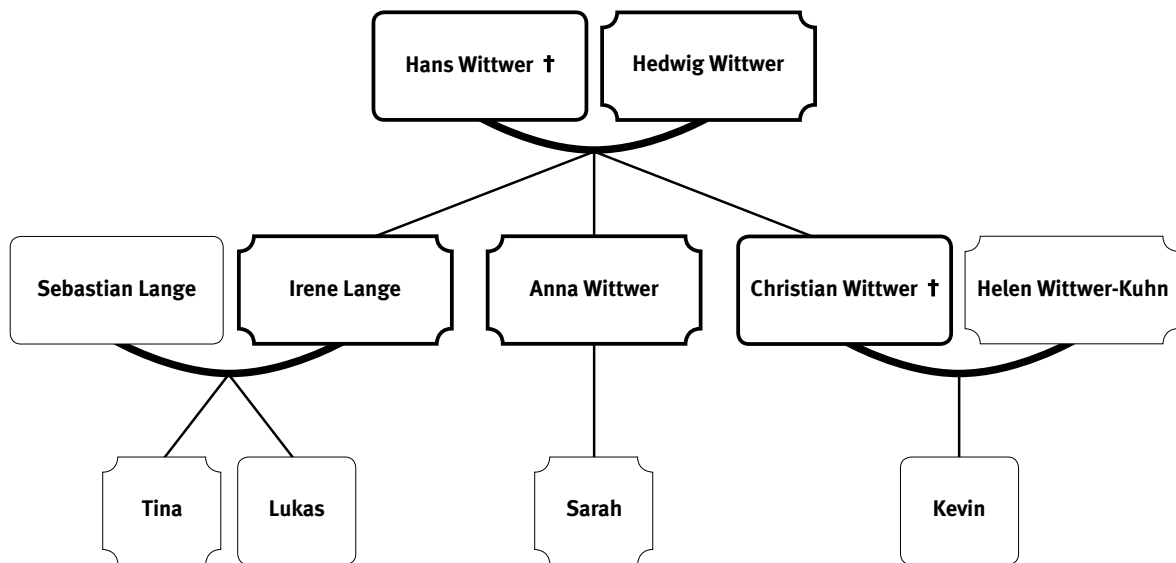 Hans Wittwer †
Hedwig Wittwer
Sebastian Lange
Irene Lange
Anna Wittwer
Christian Wittwer †
Helen Wittwer-Kuhn
Tina
Lukas
Sarah
Kevin